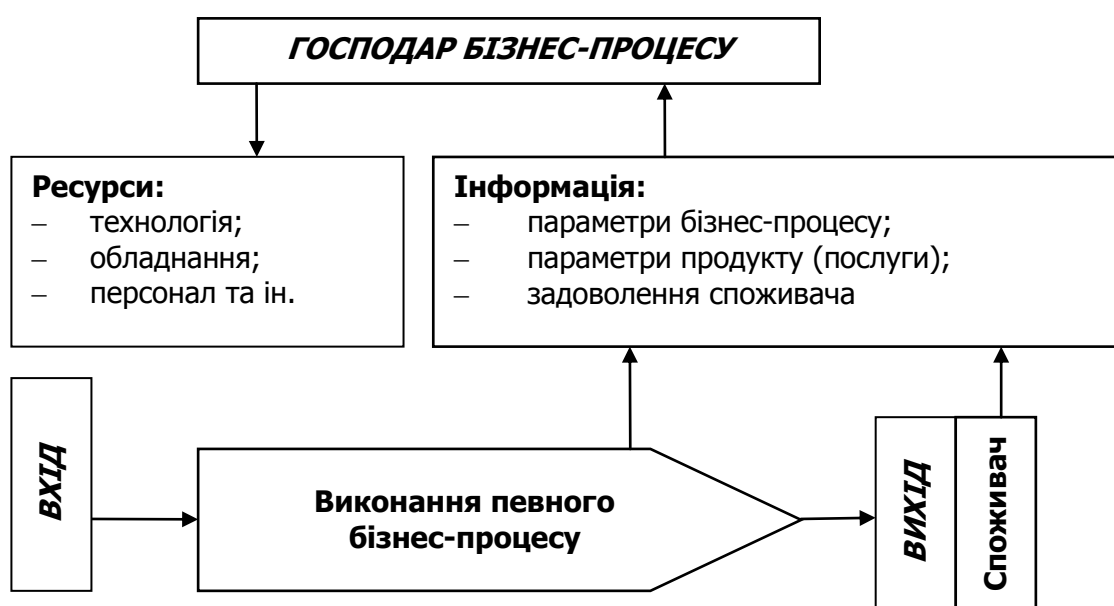 ГОСПОДАР БІЗНЕС-ПРОЦЕСУ
Ресурси:
– технологія;
– обладнання;
– персонал та ін.
Інформація:
– параметри бізнес-процесу;
– параметри продукту (послуги);
– задоволення споживача
ВХІД
Виконання певного
бізнес-процесу
ВИХІД
Споживач